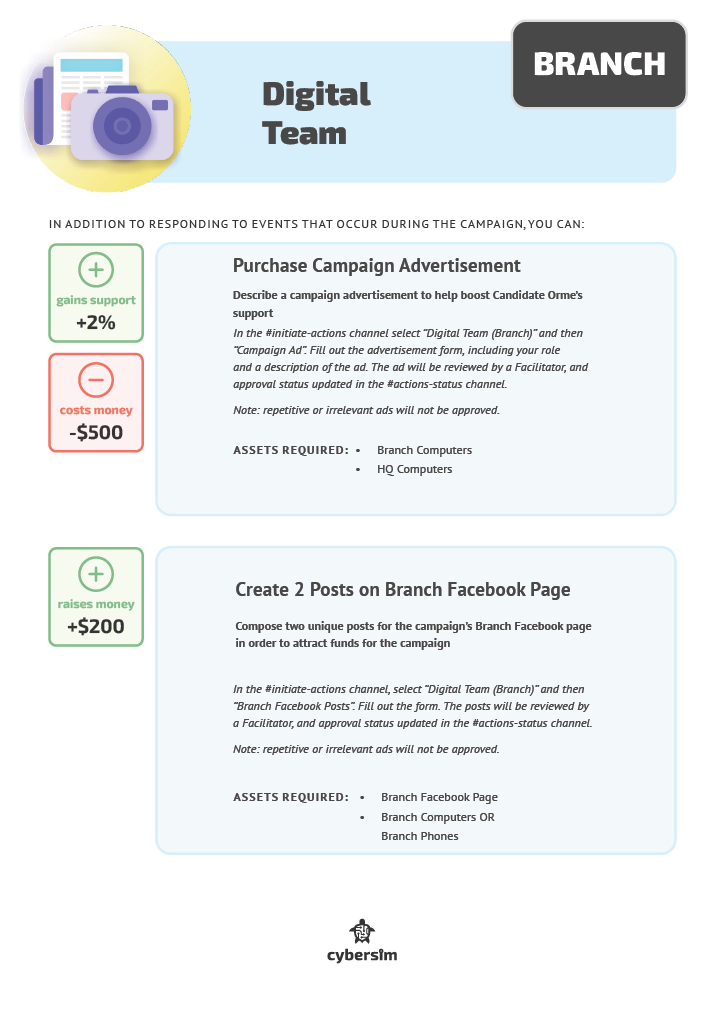 BRANCH
Digital
Team
IN ADDITION TO RESPONDING TO EVENTS THAT OCCUR DURING THE CAMPAIGN, YOU CAN:
gains support
+2%
costs money
-$500
Purchase Campaign Advertisement
Describe a campaign advertisement to help boost Candidate Orme's
support
In the #initiate-actions channel select "Digital Team (Branch)" and then
"Campaign Ad". Fill out the advertisement form, including your role
and a description of the ad. The ad will be reviewed by a Facilitator, and
approval status updated in the #actions-status channel.
Note: repetitive or irrelevant ads will not be approved.
ASSETS REQUIRED: • Branch Computers
• HQ Computers
raises money
+$200
Create 2 Posts on Branch Facebook Page
Compose two unique posts for the campaign's Branch Facebook page
in order to attract funds for the campaign
In the #initiate-actions channel, select "Digital Team (Branch)" and then
"Branch Facebook Posts". Fill out the form. The posts will be reviewed by
a Facilitator, and approval status updated in the #actions-status channel.
Note: repetitive or irrelevant ads will not be approved.
ASSETS REQUIRED: • Branch Facebook Page
• Branch Computers OR
Branch Phones
cybersim